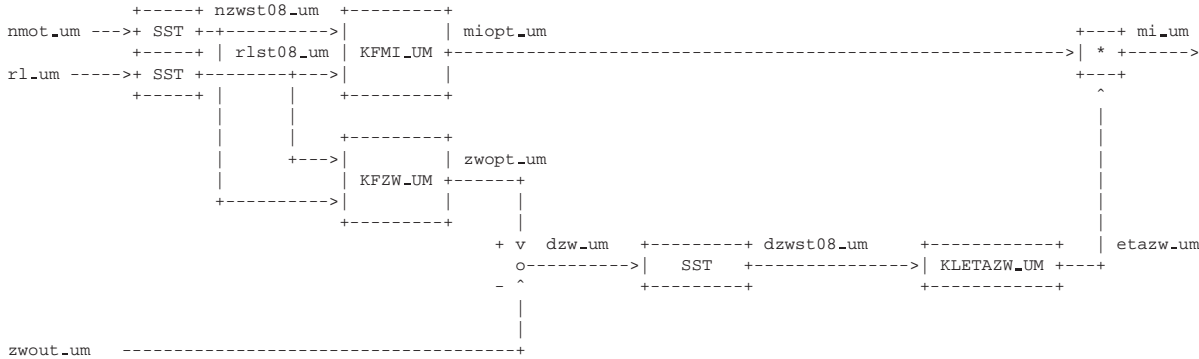 nzwst08_um
nmot_um SST miopt_um mi_um
rlst08_um KFMI_UM *
rl_um SST
zwopt_um
KFZW_UM
+ v dzw_um dzwst08_um etazw_um
o SST KLETAZW_UM
-
zwout_um